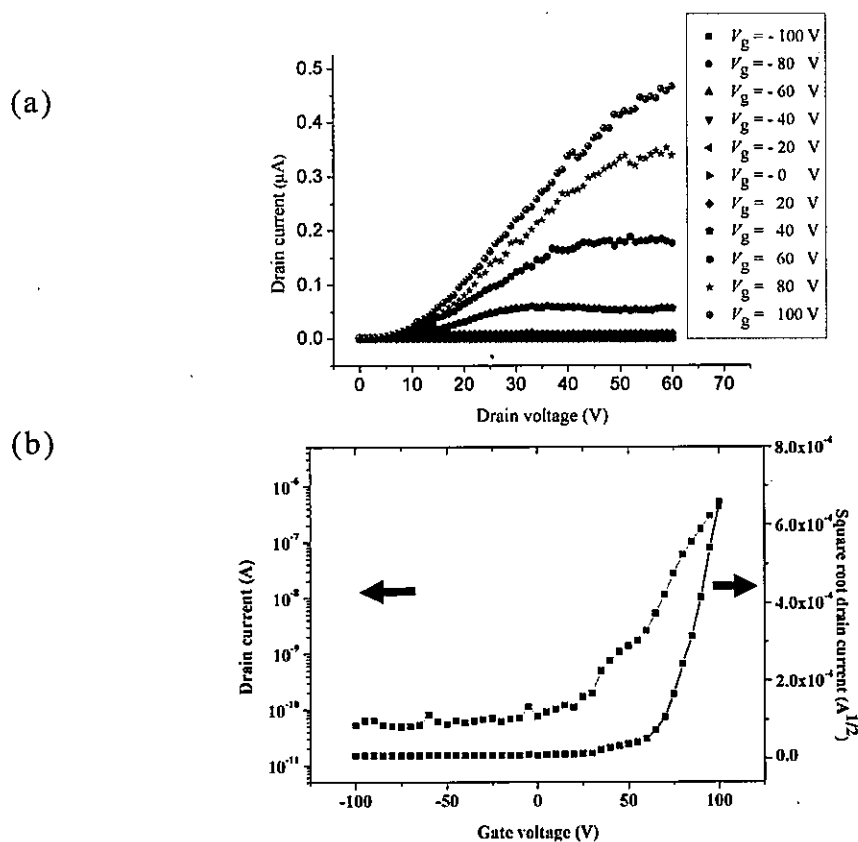 (a)
0.5
0.4
0.3
0.2
0.1
0.0
Drain current (μA)
0 10 20 30 40 50 60 70
Drain voltage (V)
V_g = - 100 V
V_g = - 80 V
V_g = - 60 V
V_g = - 40 V
V_g = - 20 V
V_g = - 0 V
V_g = 20 V
V_g = 40 V
V_g = 60 V
V_g = 80 V
V_g = 100 V
(b)
10^-6
10^-7
10^-8
10^-9
10^-10
10^-11
Drain current (A)
-100 -50 0 50 100
Gate voltage (V)
8.0x10^-4
6.0x10^-4
4.0x10^-4
2.0x10^-4
0.0
Square root drain current (A^1/2)